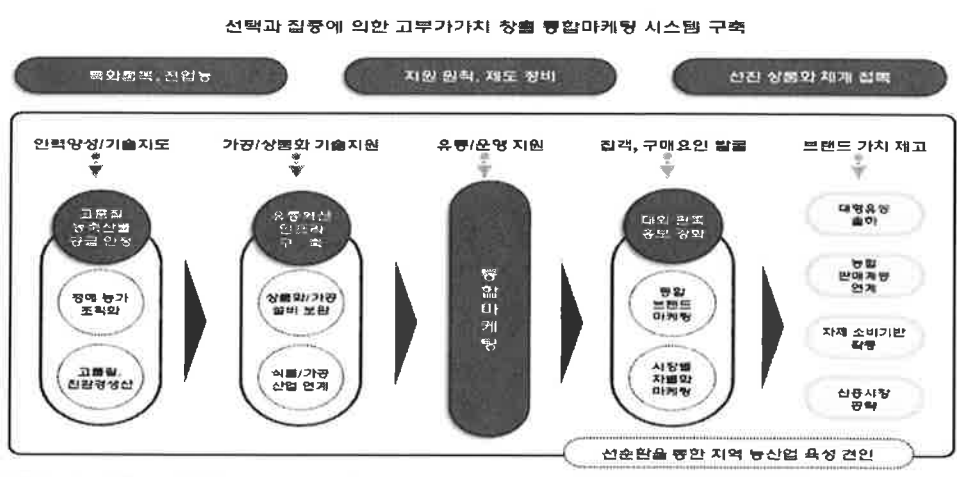 선택과 집중에 의한 고부가가치 창출 통합마케팅 시스템 구축
특화품목, 전업농
지원 원칙, 제도 정비
선진 상품화 체계 접목
인력양성/기술지도
가공/상품화 기술지원
유통/운영 지원
집객, 구매요인 발굴
브랜드 가치 제고
고품질
농축산물
공급 안정
정예 농가
조직화
고품질,
친환경생산
유통혁신
인프라
구 축
상품화/가공
설비 보완
식품/가공
산업 연계
통합마케팅
대외 판촉
홍보 강화
통합
브랜드
마케팅
시장별
차별화
마케팅
대형유통
출하
농협
판매계통
연계
자체 소비기반
확충
신흥시장
공략
선순환을 통한 지역 농산업 육성 견인